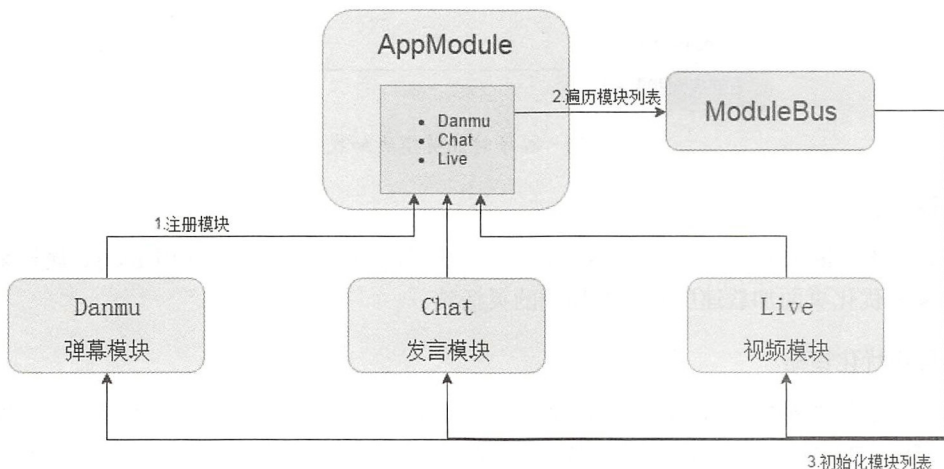 AppModule
Danmu
Chat
Live
2.遍历模块列表
ModuleBus
1.注册模块
Danmu
弹幕模块
Chat
发言模块
Live
视频模块
3.初始化模块列表